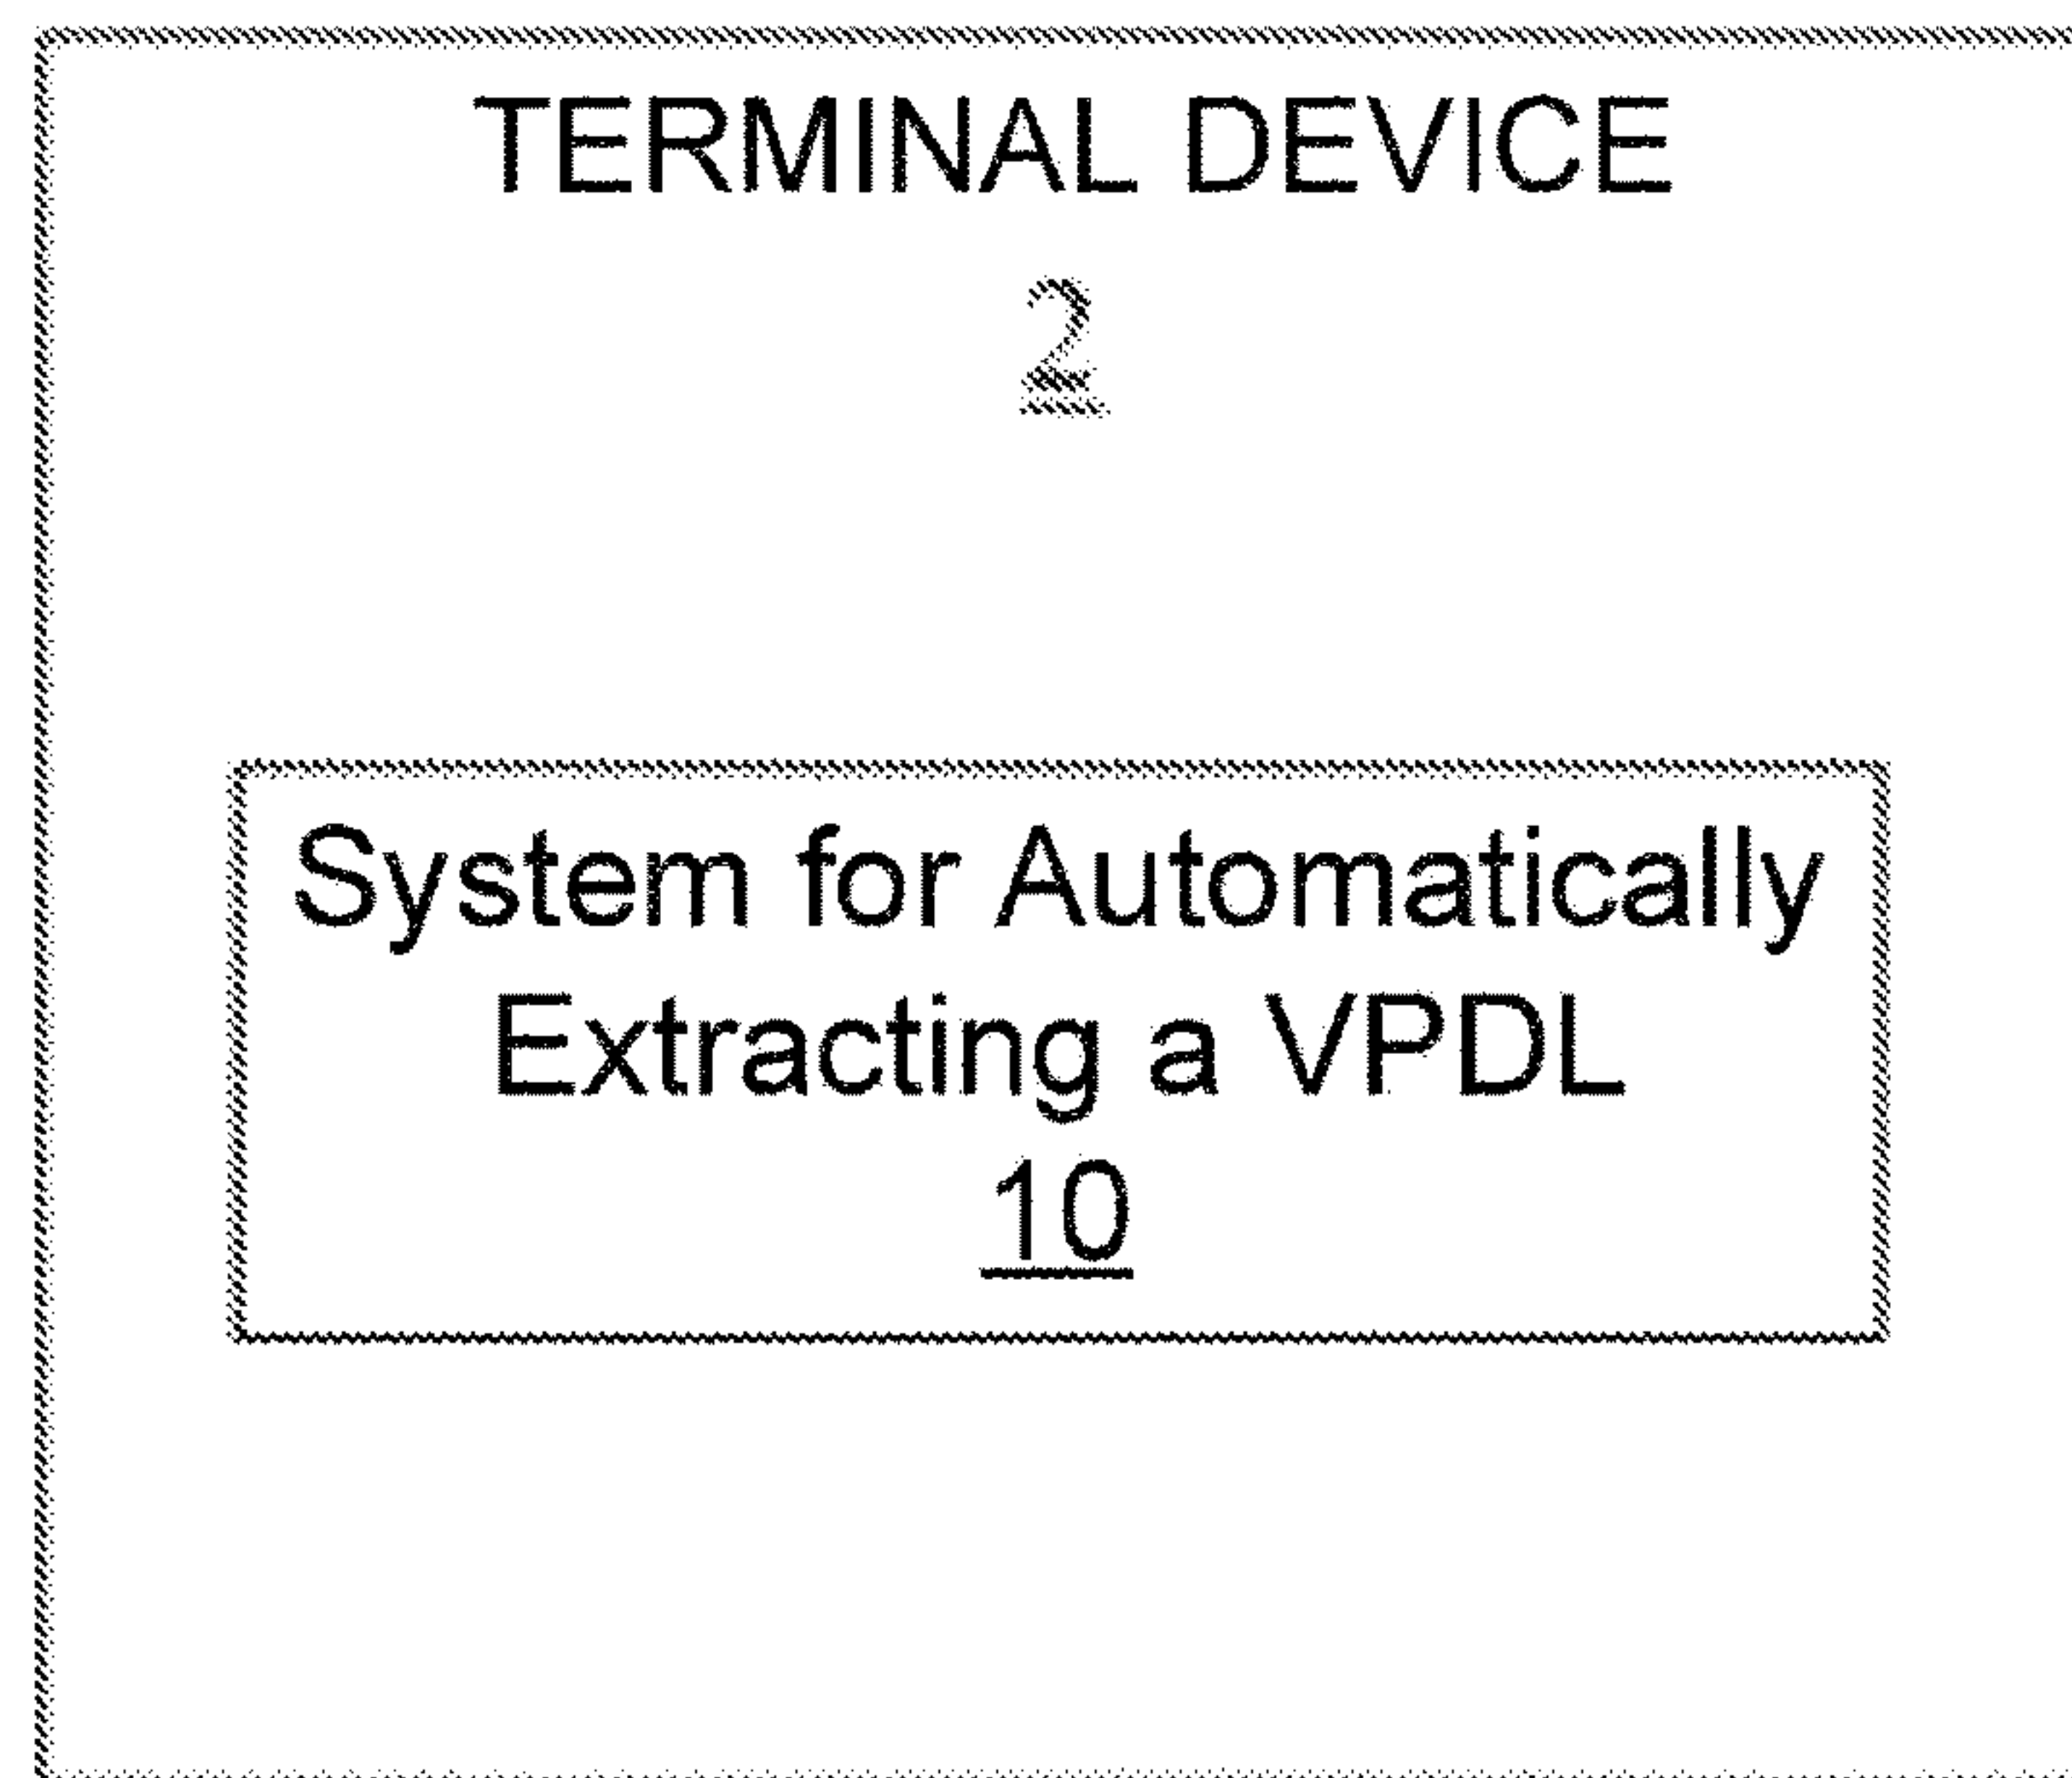 TERMINAL DEVICE
2
System for Automatically
Extracting a VPDL
10